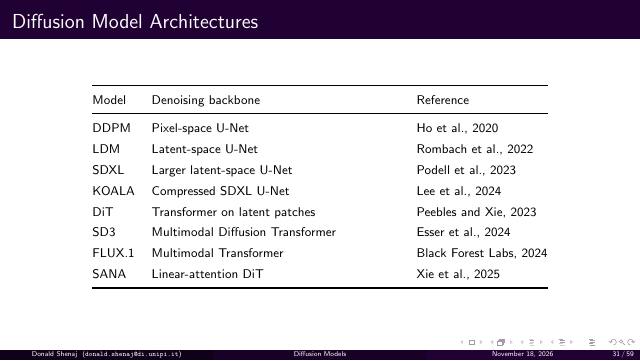 Diffusion Model Architectures
Model Denoising backbone Reference
DDPM Pixel-space U-Net Ho et al., 2020
LDM Latent-space U-Net Rombach et al., 2022
SDXL Larger latent-space U-Net Podell et al., 2023
KOALA Compressed SDXL U-Net Lee et al., 2024
DiT Transformer on latent patches Peebles and Xie, 2023
SD3 Multimodal Diffusion Transformer Esser et al., 2024
FLUX.1 Multimodal Transformer Black Forest Labs, 2024
SANA Linear-attention DiT Xie et al., 2025
Donald Shenaj (donald.shenaj@di.unipi.it) Diffusion Models November 18, 2026 31 / 59